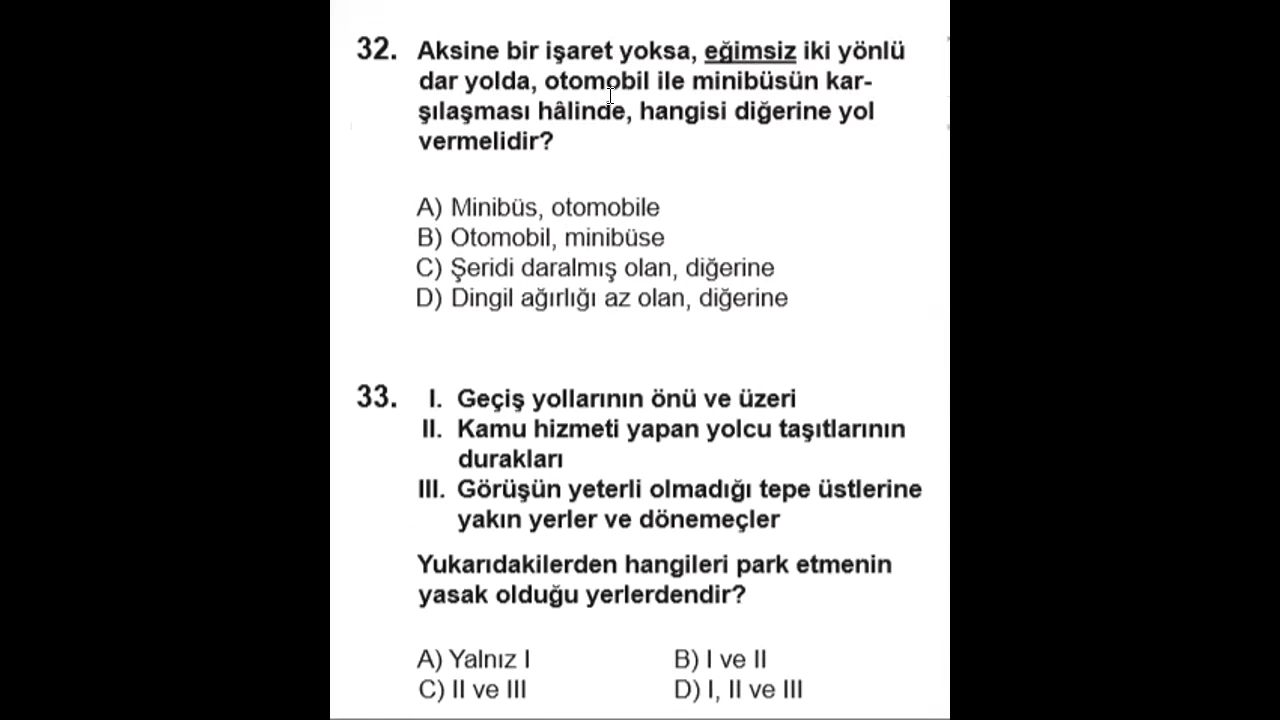 32. Aksine bir işaret yoksa, eğimsiz iki yönlü
dar yolda, otomobil ile minibüsün kar-
şılaşması hâlinde, hangisi diğerine yol
vermelidir?
A) Minibüs, otomobile
B) Otomobil, minibüse
C) Şeridi daralmış olan, diğerine
D) Dingil ağırlığı az olan, diğerine
33. I. Geçiş yollarının önü ve üzeri
II. Kamu hizmeti yapan yolcu taşıtlarının
durakları
III. Görüşün yeterli olmadığı tepe üstlerine
yakın yerler ve dönemeçler
Yukarıdakilerden hangileri park etmenin
yasak olduğu yerlerdendir?
A) Yalnız I B) I ve II
C) II ve III D) I, II ve III